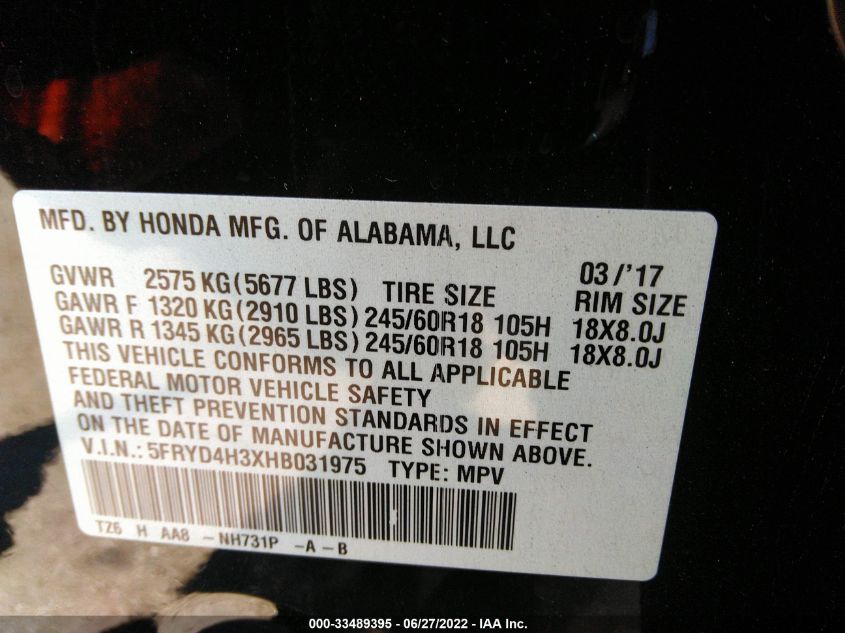 MFD. BY HONDA MFG. OF ALABAMA, LLC
03/'17
GVWR 2575 KG(5677 LBS) TIRE SIZE RIM SIZE
GAWR F 1320 KG(2910 LBS) 245/60R18 105H 18X8.0J
GAWR R 1345 KG(2965 LBS) 245/60R18 105H 18X8.0J
THIS VEHICLE CONFORMS TO ALL APPLICABLE
FEDERAL MOTOR VEHICLE SAFETY
AND THEFT PREVENTION STANDARDS IN EFFECT
ON THE DATE OF MANUFACTURE SHOWN ABOVE.
V.I.N.: 5FRYD4H3XHB031975 TYPE: MPV
TZ6 H AA8 -NH731P -A-B
000-33489395 - 06/27/2022 - IAA Inc.